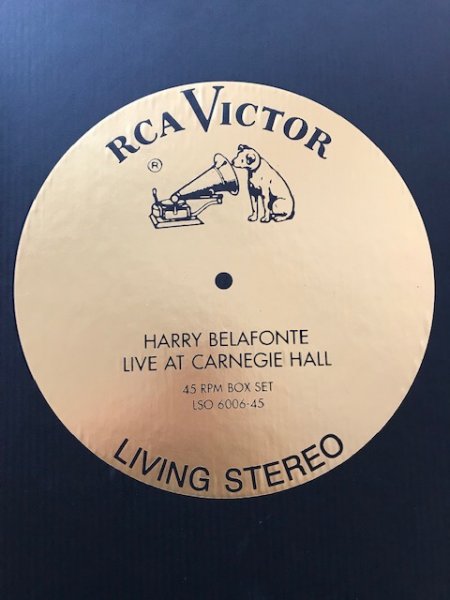 RCA VICTOR
®
HARRY BELAFONTE
LIVE AT CARNEGIE HALL
45 RPM BOX SET
LSO 6006-45
LIVING STEREO